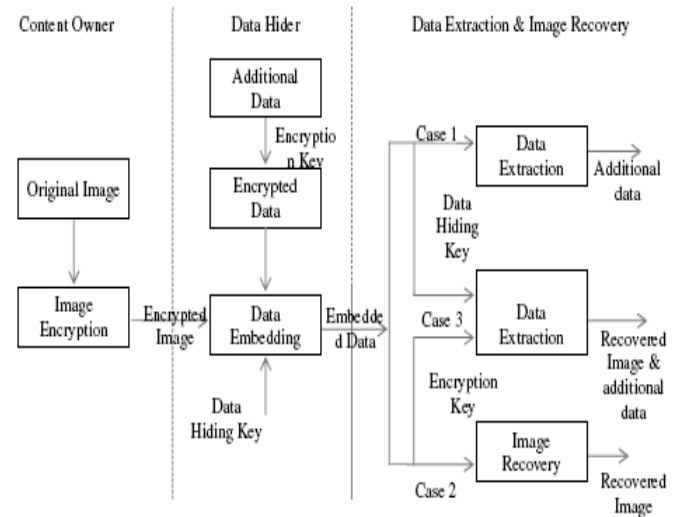 Content Owner
Data Hider
Data Extraction & Image Recovery
Original Image
Image
Encryption
Encrypted
Image
Additional
Data
Encryptio
n Key
Encrypted
Data
Data
Embedding
Data
Hiding Key
Embedde
d Data
Case 1
Data
Extraction
Additional
data
Data
Hiding
Key
Case 3
Data
Extraction
Recovered
Image &
additional
data
Encryption
Key
Case 2
Image
Recovery
Recovered
Image